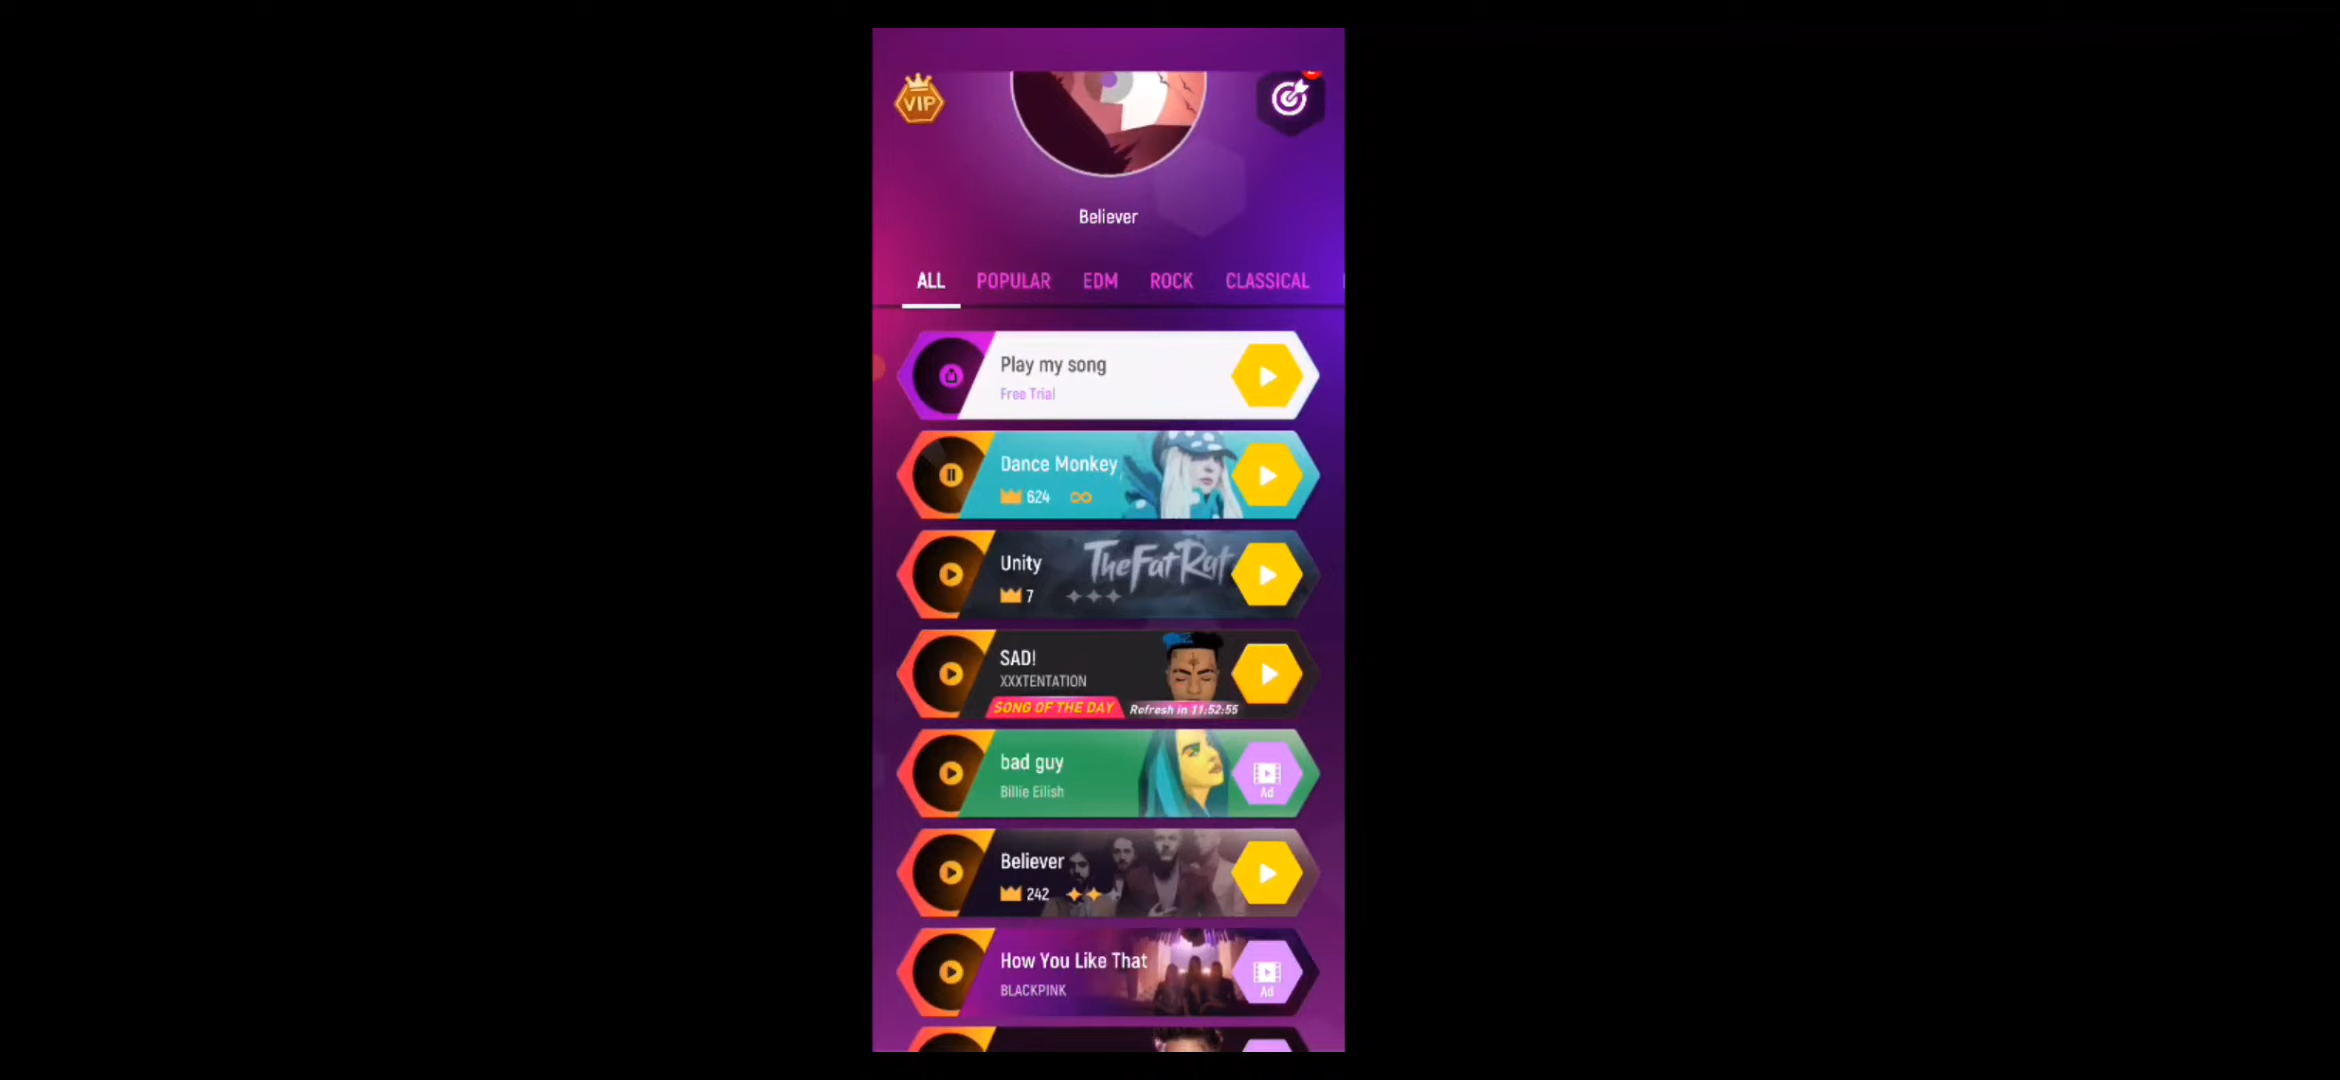 VIP
Believer
ALL POPULAR EDM ROCK CLASSICAL
Play my song
Free Trial
Dance Monkey
624 ∞
Unity
TheFatRat
7
SAD!
XXXTENTATION
SONG OF THE DAY Refresh in 11:52:55
bad guy
Billie Eilish
Ad
Believer
242
How You Like That
BLACKPINK
Ad